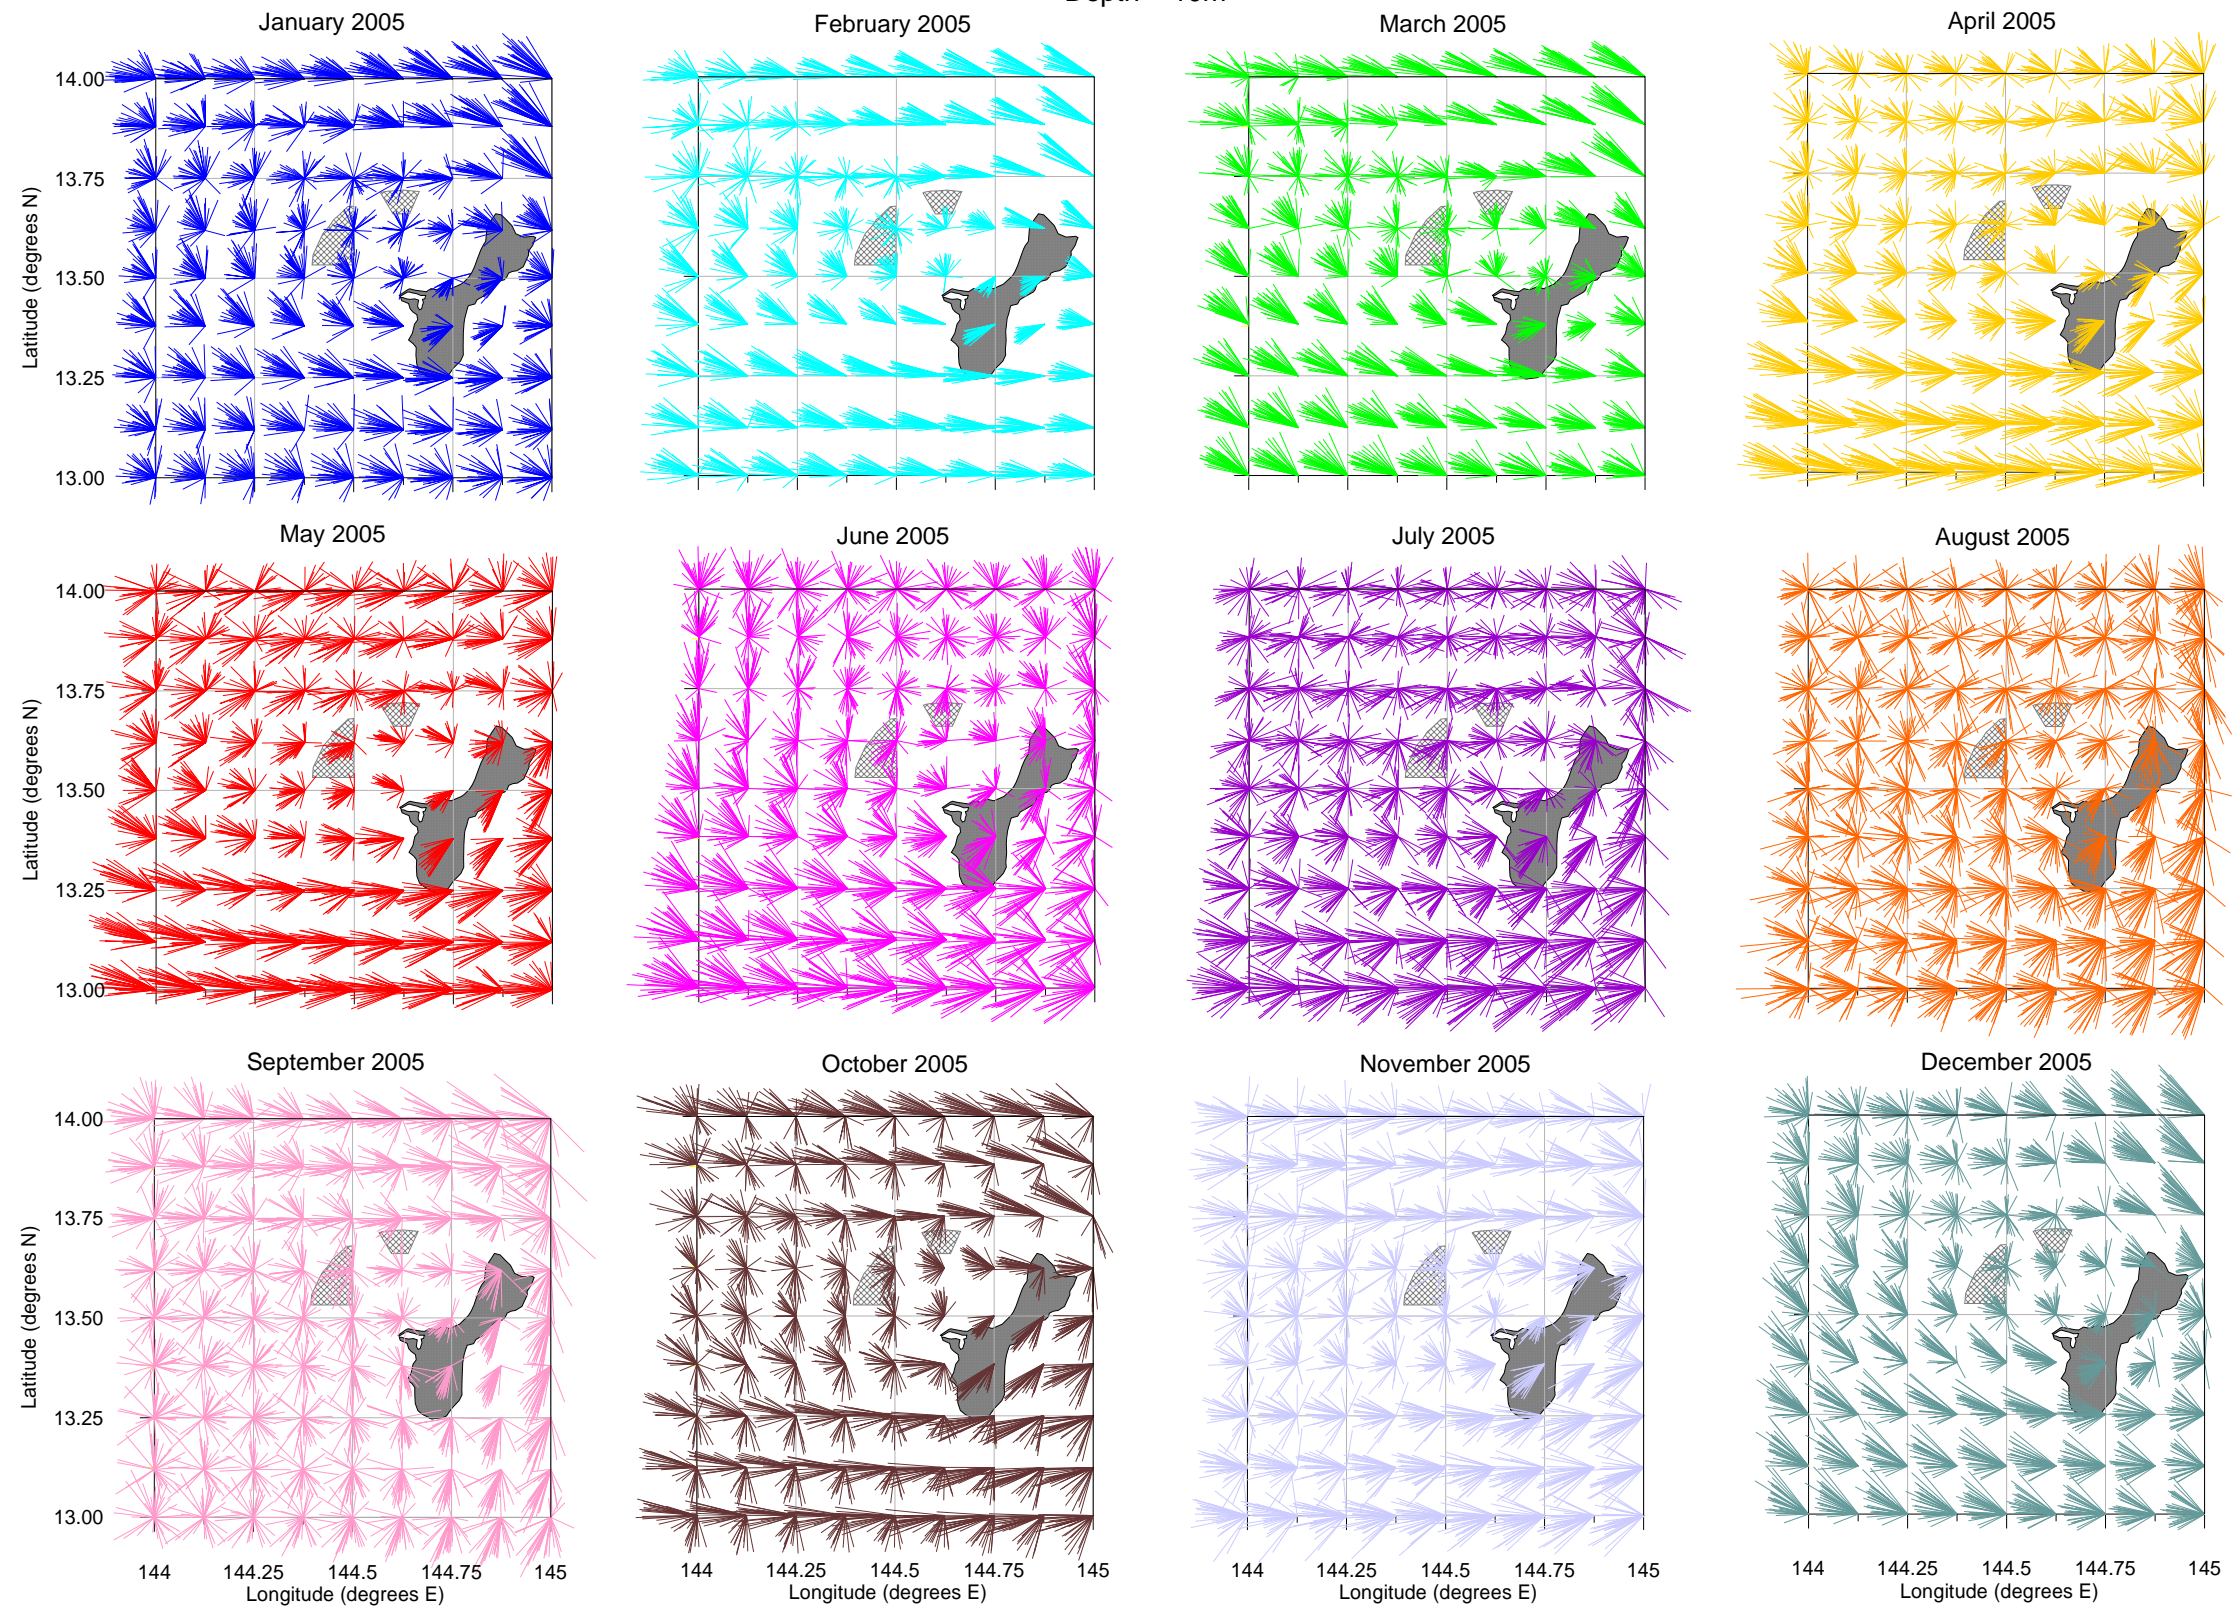 January 2005 February 2005 March 2005 April 2005
14.00
13.75
13.50
13.25
13.00
Latitude (degrees N)
May 2005 June 2005 July 2005 August 2005
14.00
13.75
13.50
13.25
13.00
Latitude (degrees N)
September 2005 October 2005 November 2005 December 2005
14.00
13.75
13.50
13.25
13.00
Latitude (degrees N)
144 144.25 144.5 144.75 145 144 144.25 144.5 144.75 145 144 144.25 144.5 144.75 145 144 144.25 144.5 144.75 145
Longitude (degrees E) Longitude (degrees E) Longitude (degrees E) Longitude (degrees E)